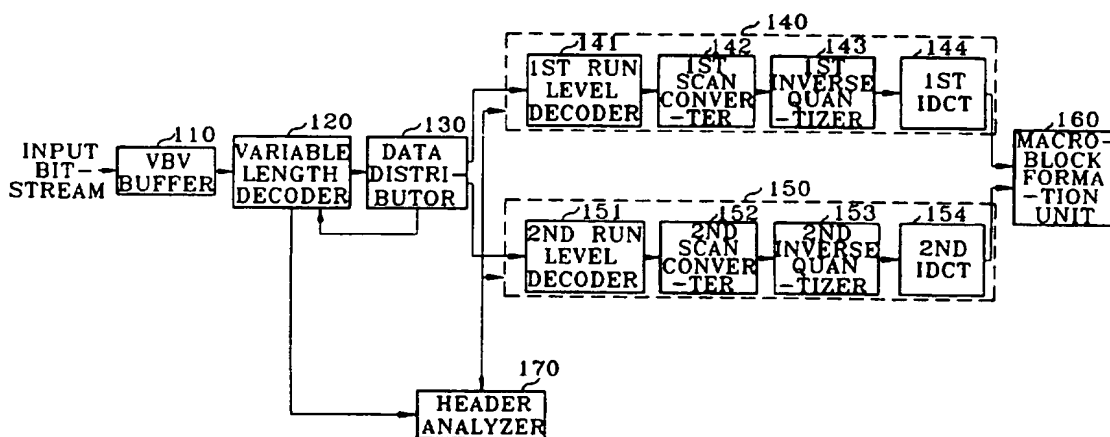 140
141
1ST RUN
LEVEL
DECODER
142
1ST
SCAN
CONVER
-TER
143
1ST
INVERSE
QUAN
-TIZER
144
1ST
IDCT
INPUT
BIT-
STREAM
110
VBV
BUFFER
120
VARIABLE
LENGTH
DECODER
130
DATA
DISTRI-
BUTOR
160
MACRO-
BLOCK
FORMA
-TION
UNIT
150
151
2ND RUN
LEVEL
DECODER
152
2ND
SCAN
CONVER
-TER
153
2ND
INVERSE
QUAN
-TIZER
154
2ND
IDCT
170
HEADER
ANALYZER